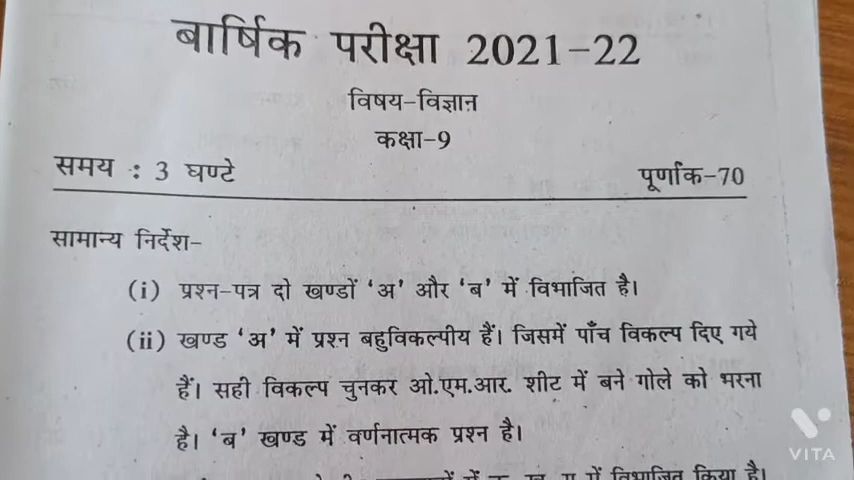 बार्षिक परीक्षा 2021-22
विषय-विज्ञान
कक्षा-9
समय : 3 घण्टे पूर्णांक-70
सामान्य निर्देश-
(i) प्रश्न-पत्र दो खण्डों ‘अ’ और ‘ब’ में विभाजित है।
(ii) खण्ड ‘अ’ में प्रश्न बहुविकल्पीय हैं। जिसमें पाँच विकल्प दिए गये
हैं। सही विकल्प चुनकर ओ.एम.आर. शीट में बने गोले को भरना
है। ‘ब’ खण्ड में वर्णनात्मक प्रश्न है।
में विभाजित किया है।
VITA